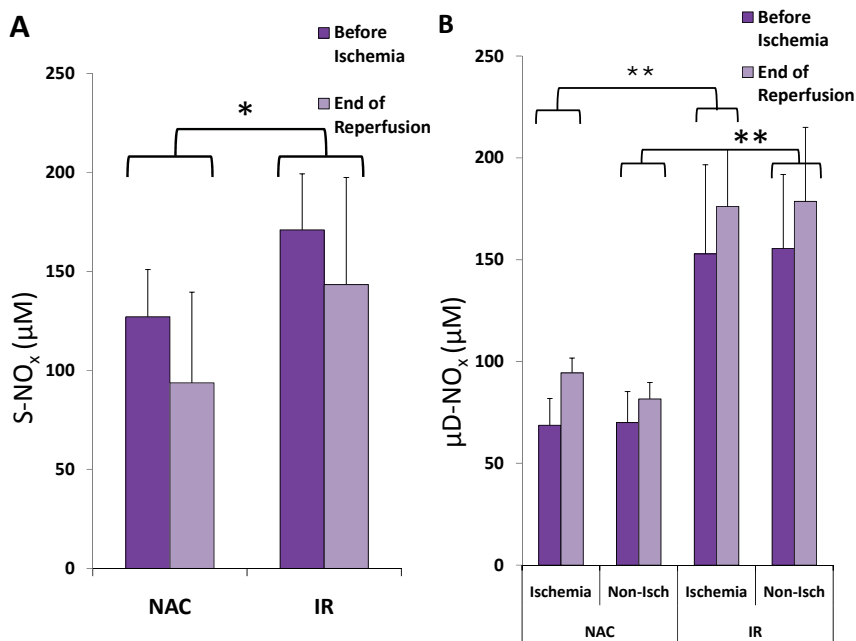 A
Before
Ischemia
End of
Reperfusion
250
200
150
100
50
0
S-NOₓ (µM)
*
NAC
IR
B
Before
Ischemia
End of
Reperfusion
250
200
150
100
50
0
µD-NOₓ (µM)
**
**
Ischemia Non-Isch Ischemia Non-Isch
NAC IR